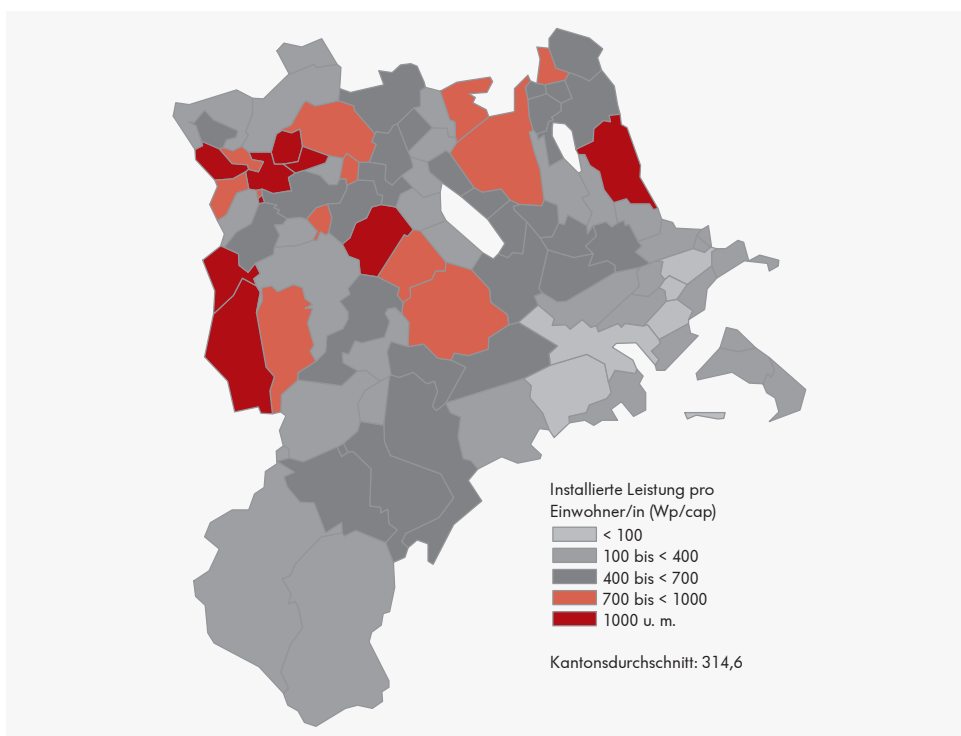 Installierte Leistung pro
Einwohner/in (Wp/cap)
< 100
100 bis < 400
400 bis < 700
700 bis < 1000
1000 u. m.
Kantonsdurchschnitt: 314,6